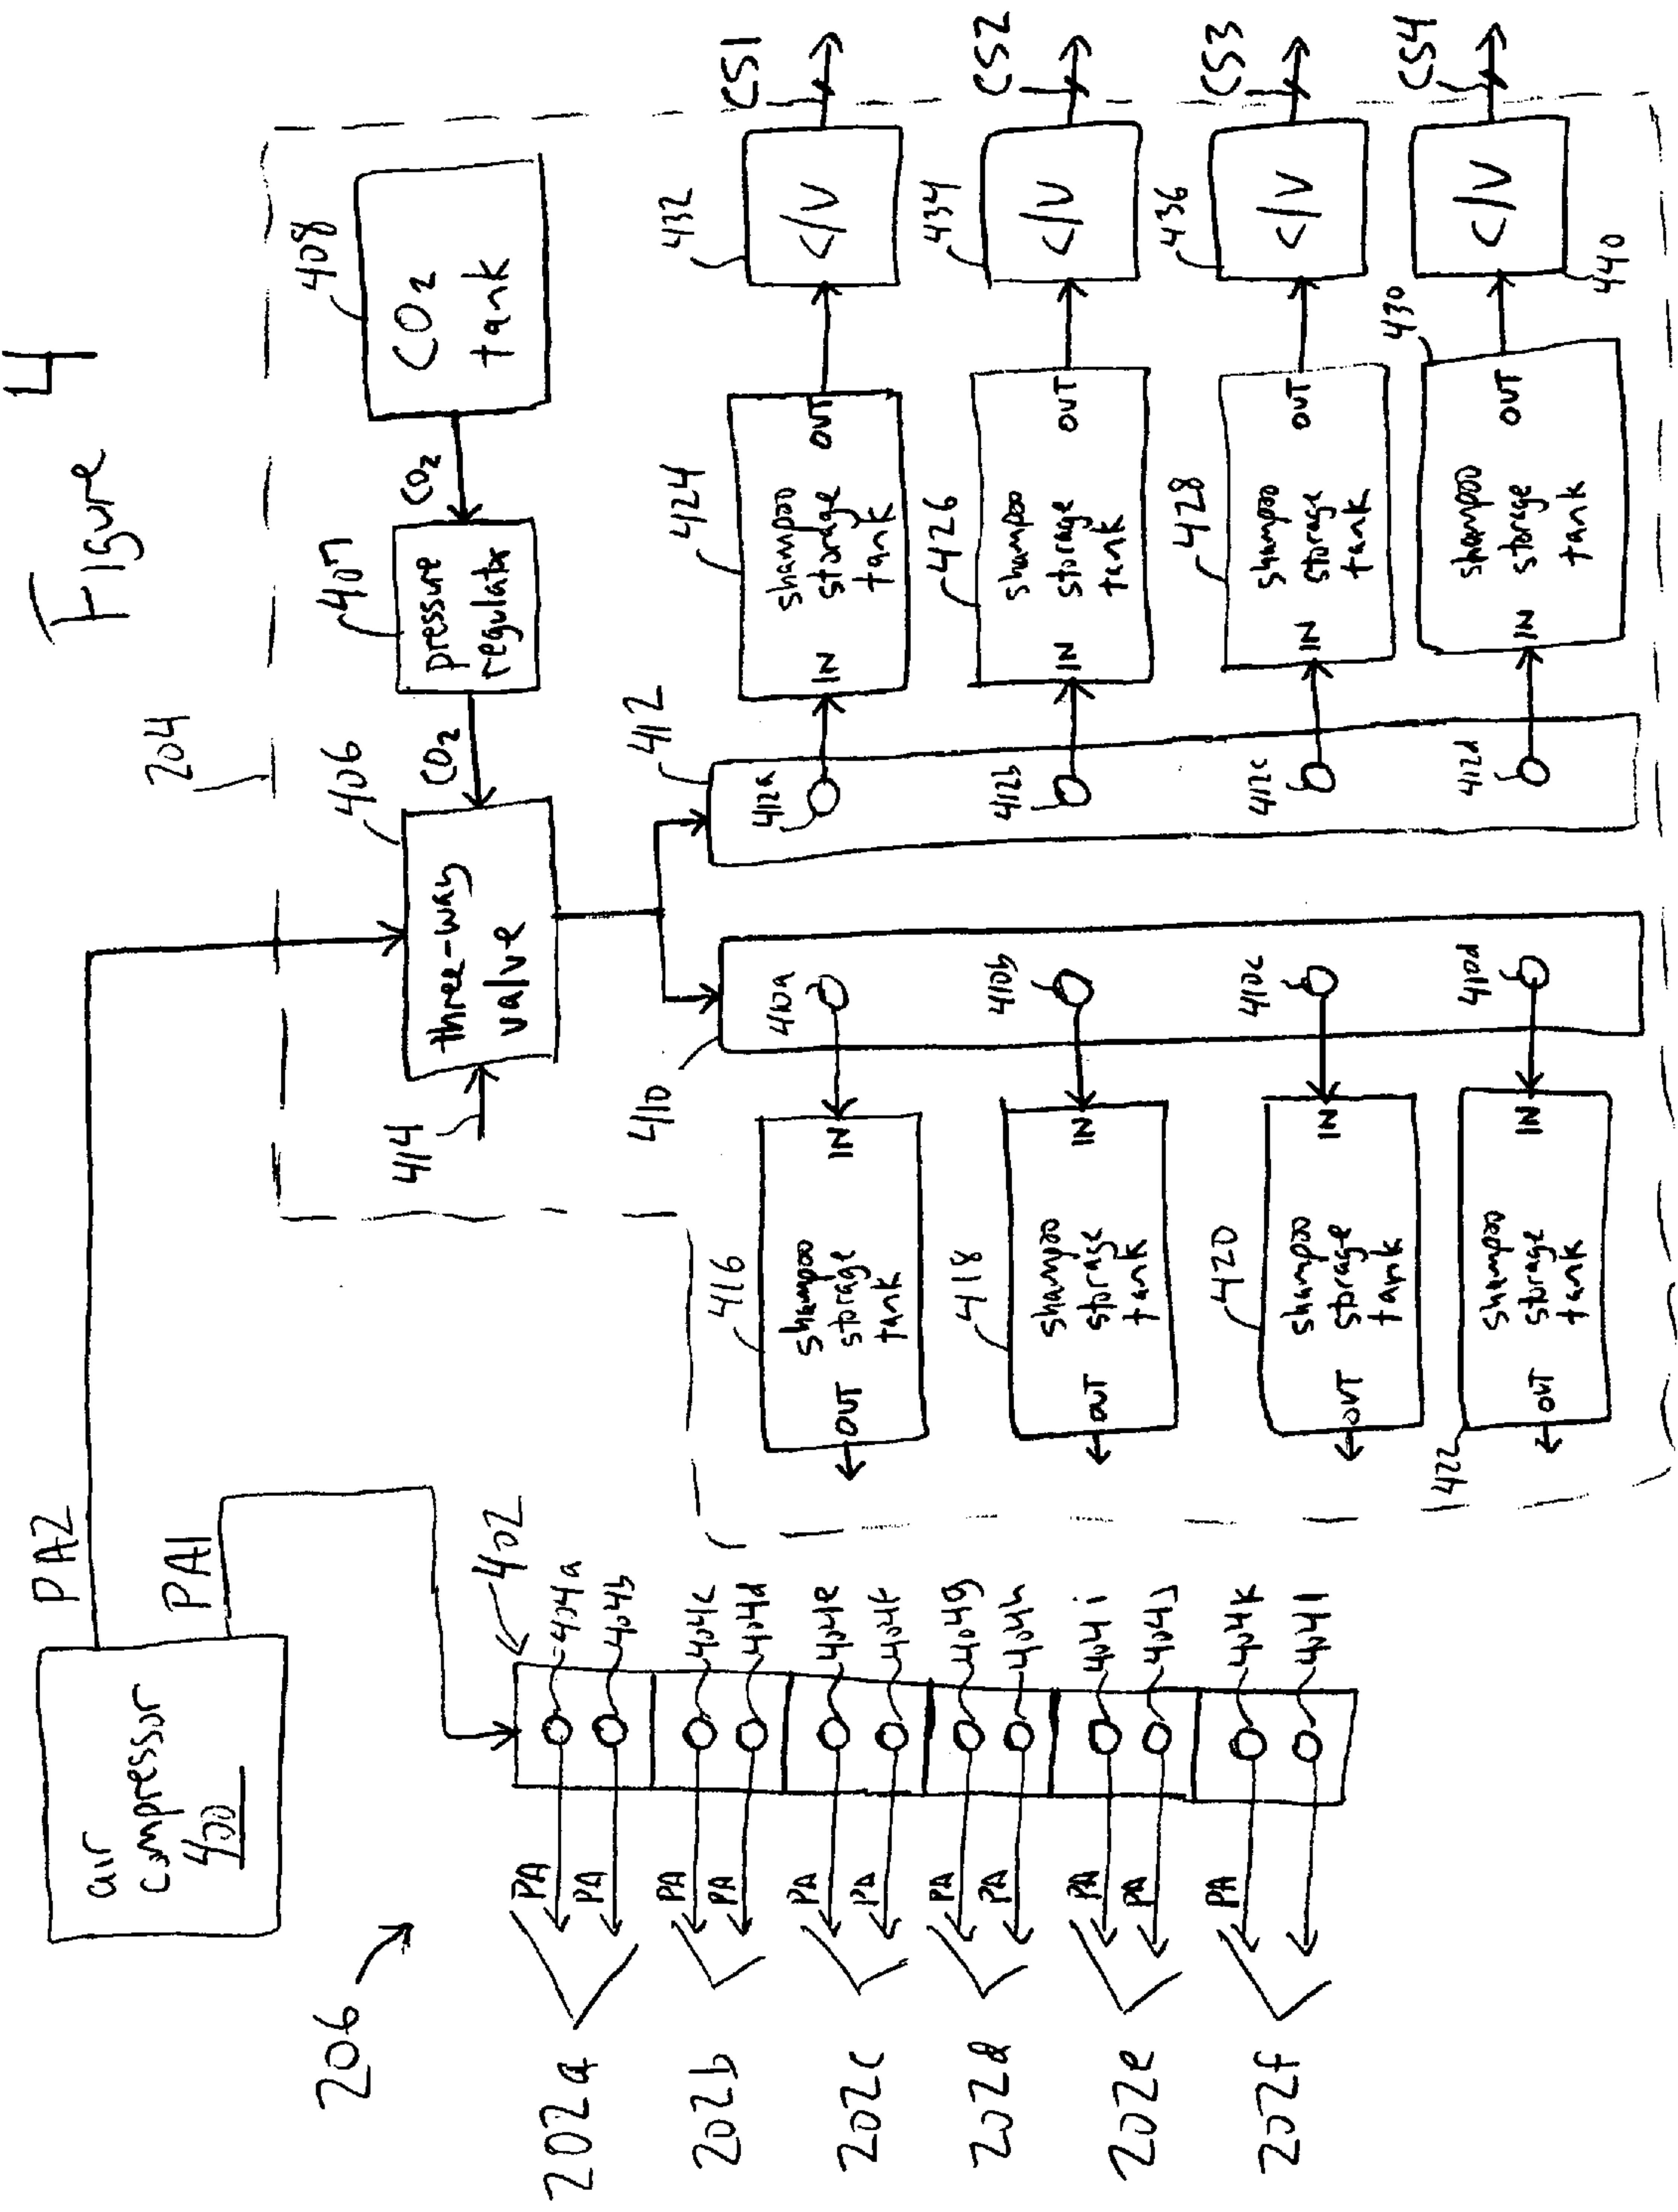 Figure 4
PA2
air
compressor
400
PA1
204
206
408
CO2
tank
CO2
407
pressure
regulator
CO2
406
three-way
valve
414
402
202a
PA
404a
PA
404b
202b
PA
404c
PA
404d
202c
PA
404e
PA
404f
202d
PA
404g
PA
404h
202e
PA
404i
PA
404j
202f
PA
404k
404l
410
412
416
OUT
shampoo
storage
tank
IN
410a
412a
424
IN
shampoo
storage
tank
OUT
432
C/V
CS1
418
OUT
shampoo
storage
tank
IN
410b
412b
426
IN
shampoo
storage
tank
OUT
434
C/V
CS2
420
OUT
shampoo
storage
tank
IN
410c
412c
428
IN
shampoo
storage
tank
OUT
436
C/V
CS3
422
OUT
shampoo
storage
tank
IN
410d
412d
430
IN
shampoo
storage
tank
OUT
440
C/V
CS4